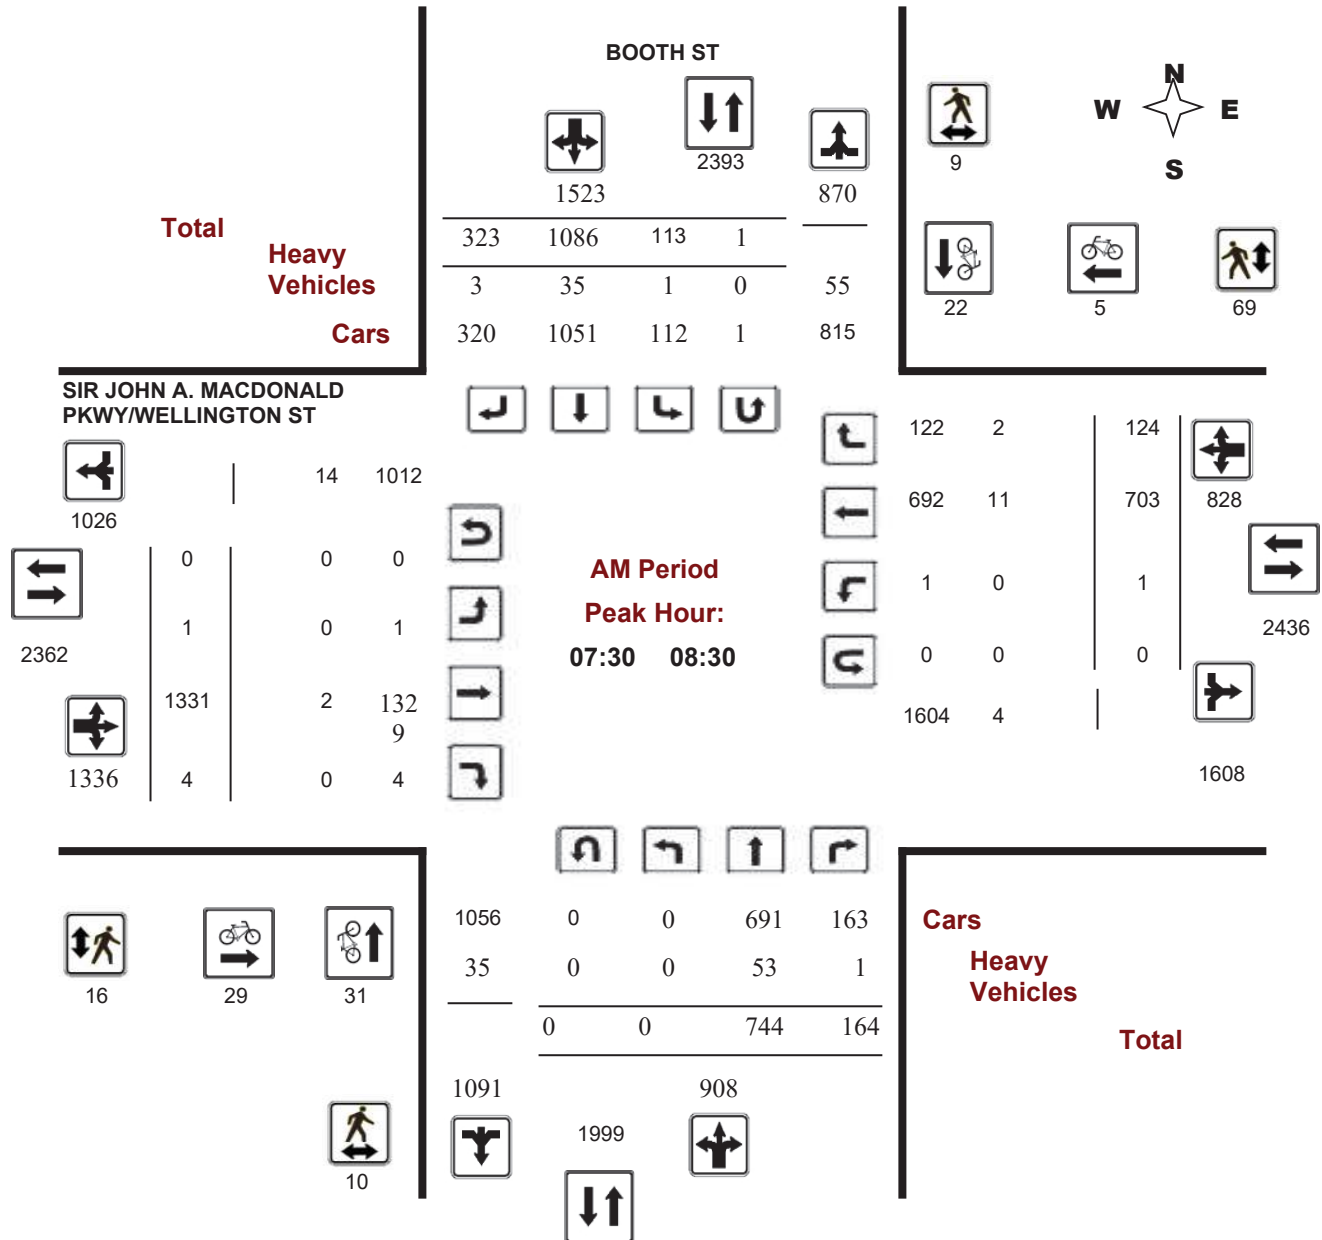 BOOTH ST
N
W E
S
2393
9
1523 870
Total
323 1086 113 1
Heavy
Vehicles
3 35 1 0 55
22 5 69
Cars
320 1051 112 1 815
SIR JOHN A. MACDONALD
PKWY/WELLINGTON ST
122 2 124
14 1012
692 11 703 828
1026
0 0 0
AM Period
1 0 1
Peak Hour:
2436
1 0 1
2362
07:30 08:30
0 0 0
1331 2 132
9
1604 4
1336 4 0 4
1608
1056 0 0 691 163
Cars
35 0 0 53 1
Heavy
Vehicles
16 29 31
0 0 744 164
Total
1091 908
1999
10